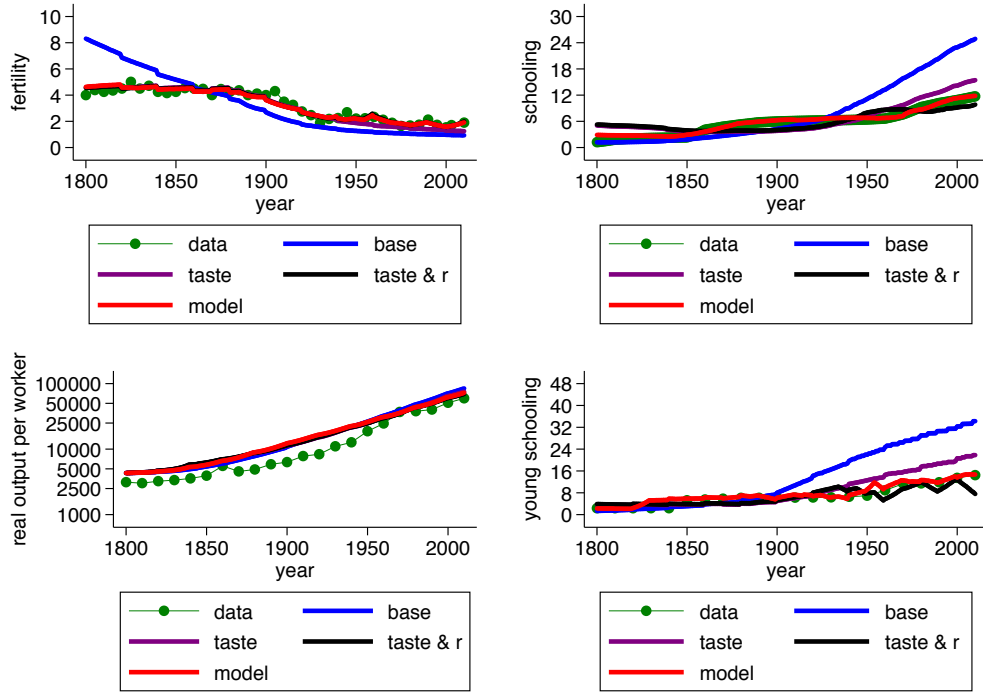 fertility
10
8
6
4
2
0
1800 1850 1900 1950 2000
year
data base
taste taste & r
model
schooling
30
24
18
12
6
0
1800 1850 1900 1950 2000
year
data base
taste taste & r
model
real output per worker
100000
50000
10000
5000
2500
1000
1800 1850 1900 1950 2000
year
data base
taste taste & r
model
young schooling
48
40
32
24
16
8
0
1800 1850 1900 1950 2000
year
data base
taste taste & r
model